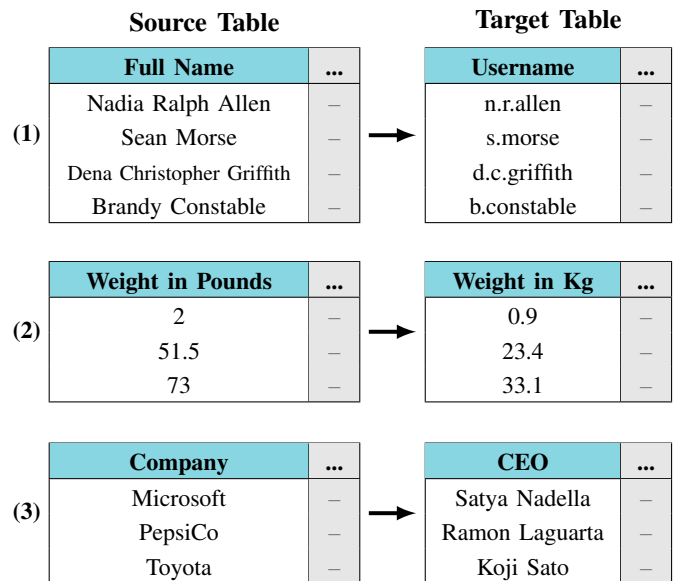 Source Table Target Table
Full Name ... Username ...
Nadia Ralph Allen – n.r.allen –
(1) Sean Morse – s.morse –
Dena Christopher Griffith – d.c.griffith –
Brandy Constable – b.constable –
Weight in Pounds ... Weight in Kg ...
(2) 2 – 0.9 –
51.5 – 23.4 –
73 – 33.1 –
Company ... CEO ...
Microsoft – Satya Nadella –
(3) PepsiCo – Ramon Laguarta –
Toyota – Koji Sato –